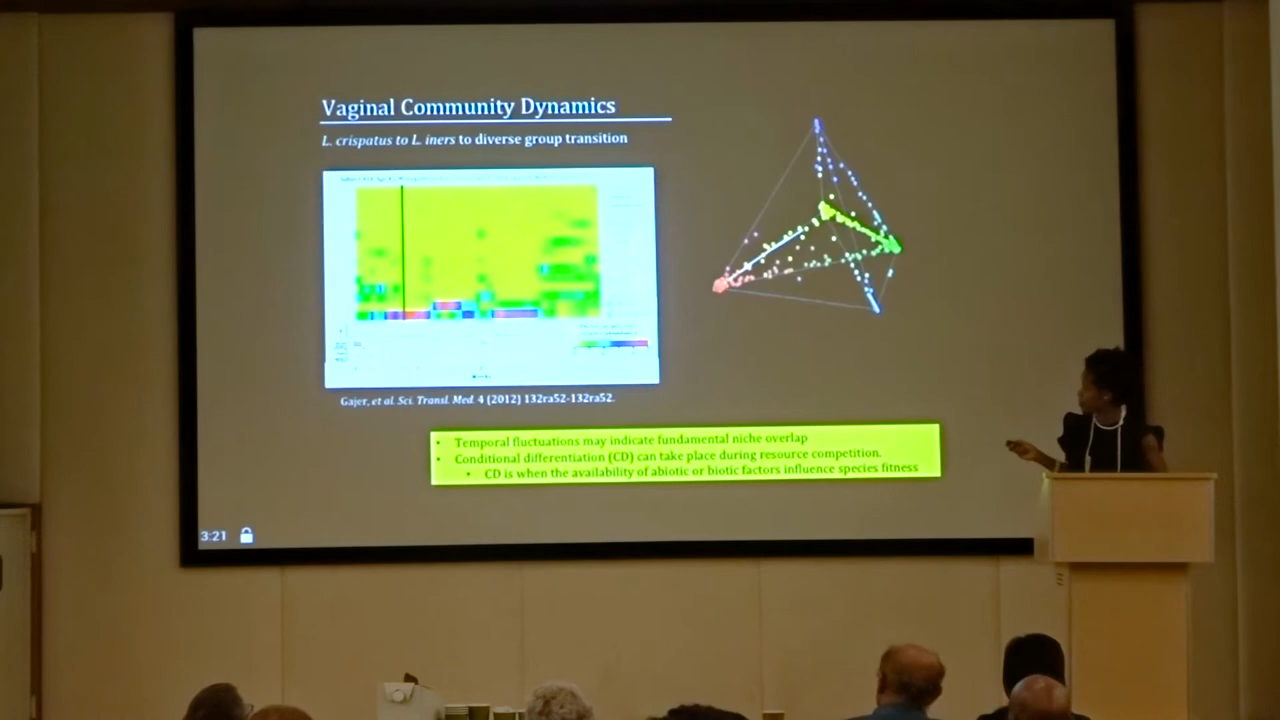 Vaginal Community Dynamics
L. crispatus to L. iners to diverse group transition
Gajer, et al. Sci. Transl. Med. 4 (2012) 132ra52-132ra52.
• Temporal fluctuations may indicate fundamental niche overlap
• Conditional differentiation (CD) can take place during resource competition.
• CD is when the availability of abiotic or biotic factors influence species fitness
3:21